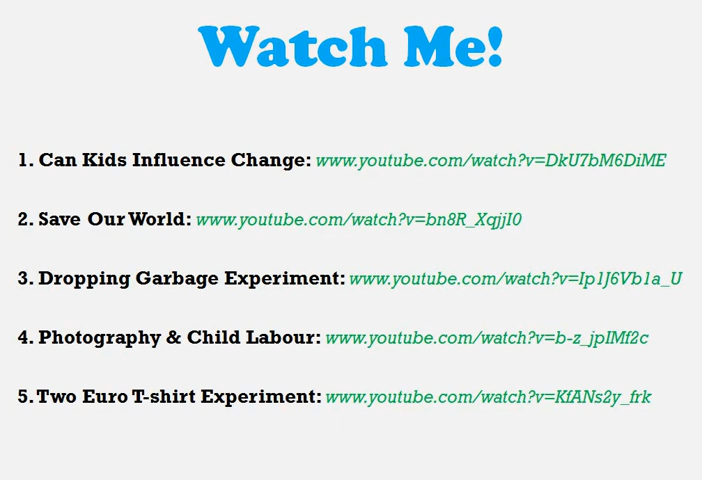 Watch Me!
1. Can Kids Influence Change: www.youtube.com/watch?v=DkU7bM6DiME
2. Save Our World: www.youtube.com/watch?v=bn8R_XqjjI0
3. Dropping Garbage Experiment: www.youtube.com/watch?v=Ip1J6Vb1a_U
4. Photography & Child Labour: www.youtube.com/watch?v=b-z_jpIMf2c
5. Two Euro T-shirt Experiment: www.youtube.com/watch?v=KfANs2y_frk